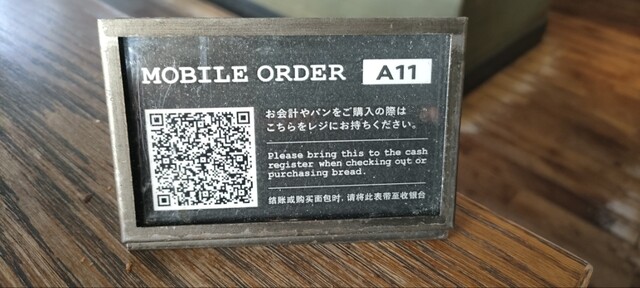 MOBILE ORDER A11
お会計やパンをご購入の際は
こちらをレジにお持ちください。
Please bring this to the cash
register when checking out or
purchasing bread.
结账或购买面包时，请将此表带至收银台